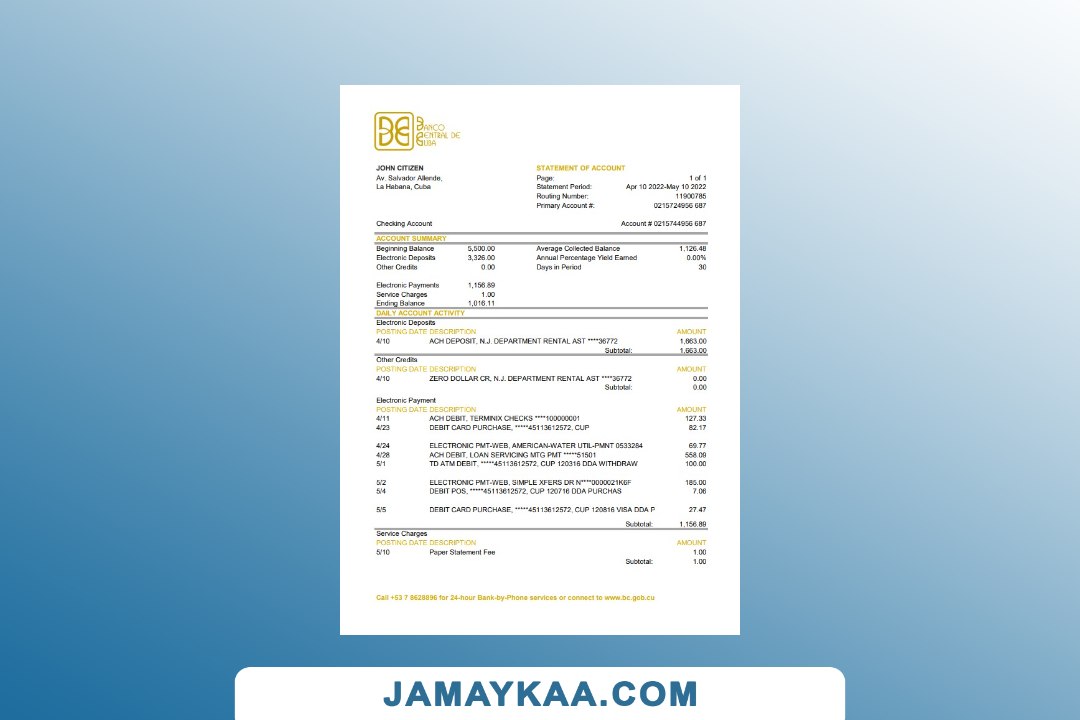 BC
BANCO
CENTRAL DE
CUBA
JOHN CITIZEN
Av. Salvador Allende,
La Habana, Cuba
STATEMENT OF ACCOUNT
Page: 1 of 1
Statement Period: Apr 10 2022-May 10 2022
Routing Number: 11900785
Primary Account #: 0215724956 687
Checking Account Account # 0215744956 687
ACCOUNT SUMMARY
Beginning Balance 5,500.00 Average Collected Balance 1,126.48
Electronic Deposits 3,326.00 Annual Percentage Yield Earned 0.00%
Other Credits 0.00 Days in Period 30
Electronic Payments 1,156.89
Service Charges 1.00
Ending Balance 1,016.11
DAILY ACCOUNT ACTIVITY
Electronic Deposits
POSTING DATE DESCRIPTION AMOUNT
4/10 ACH DEPOSIT, N.J. DEPARTMENT RENTAL AST ****36772 1,663.00
Subtotal: 1,663.00
Other Credits
POSTING DATE DESCRIPTION AMOUNT
4/10 ZERO DOLLAR CR, N.J. DEPARTMENT RENTAL AST ****36772 0.00
Subtotal: 0.00
Electronic Payment
POSTING DATE DESCRIPTION AMOUNT
4/11 ACH DEBIT, TERMINIX CHECKS ****100000001 127.33
4/23 DEBIT CARD PURCHASE, *****45113612572, CUP 82.17
4/24 ELECTRONIC PMT-WEB, AMERICAN-WATER UTIL-PMNT 0533284 69.77
4/28 ACH DEBIT, LOAN SERVICING MTG PMT *****51501 558.09
5/1 TD ATM DEBIT, *****45113612572, CUP 120316 DDA WITHDRAW 100.00
5/2 ELECTRONIC PMT-WEB, SIMPLE XFERS DR N****0000021K6F 185.00
5/4 DEBIT POS, *****45113612572, CUP 120716 DDA PURCHAS 7.06
5/5 DEBIT CARD PURCHASE, *****45113612572, CUP 120816 VISA DDA P 27.47
Subtotal: 1,156.89
Service Charges
POSTING DATE DESCRIPTION AMOUNT
5/10 Paper Statement Fee 1.00
Subtotal: 1.00
Call +53 7 8628896 for 24-hour Bank-by-Phone services or connect to www.bc.gob.cu
JAMAYKAA.COM